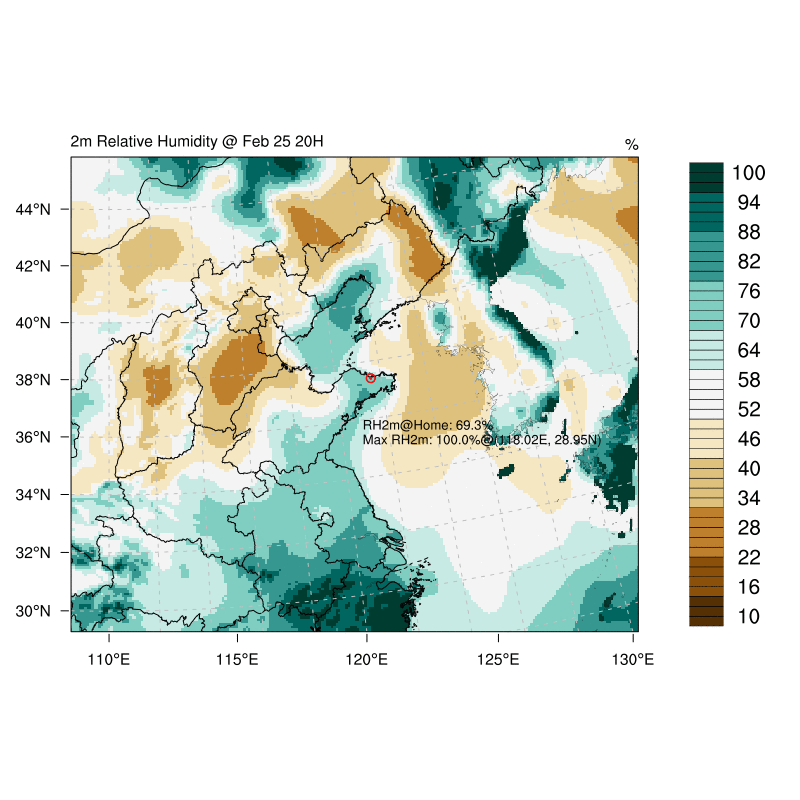 2m Relative Humidity @ Feb 25 20H
%
100
94
88
82
76
70
64
58
52
46
40
34
28
22
16
10
44°N
42°N
40°N
38°N
36°N
34°N
32°N
30°N
RH2m@Home: 69.3%
Max RH2m: 100.0%@(118.02E, 28.95N)
110°E 115°E 120°E 125°E 130°E